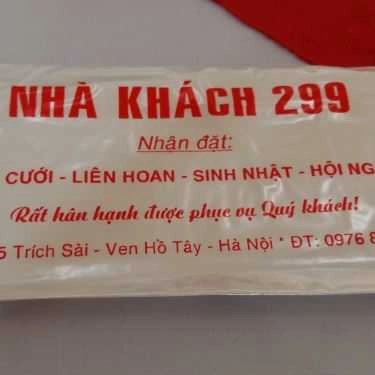 NHÀ KHÁCH 299
Nhận đặt:
CƯỚI - LIÊN HOAN - SINH NHẬT - HỘI NG
Rất hân hạnh được phục vụ Quý khách!
5 Trích Sài - Ven Hồ Tây - Hà Nội * ĐT: 0976 8